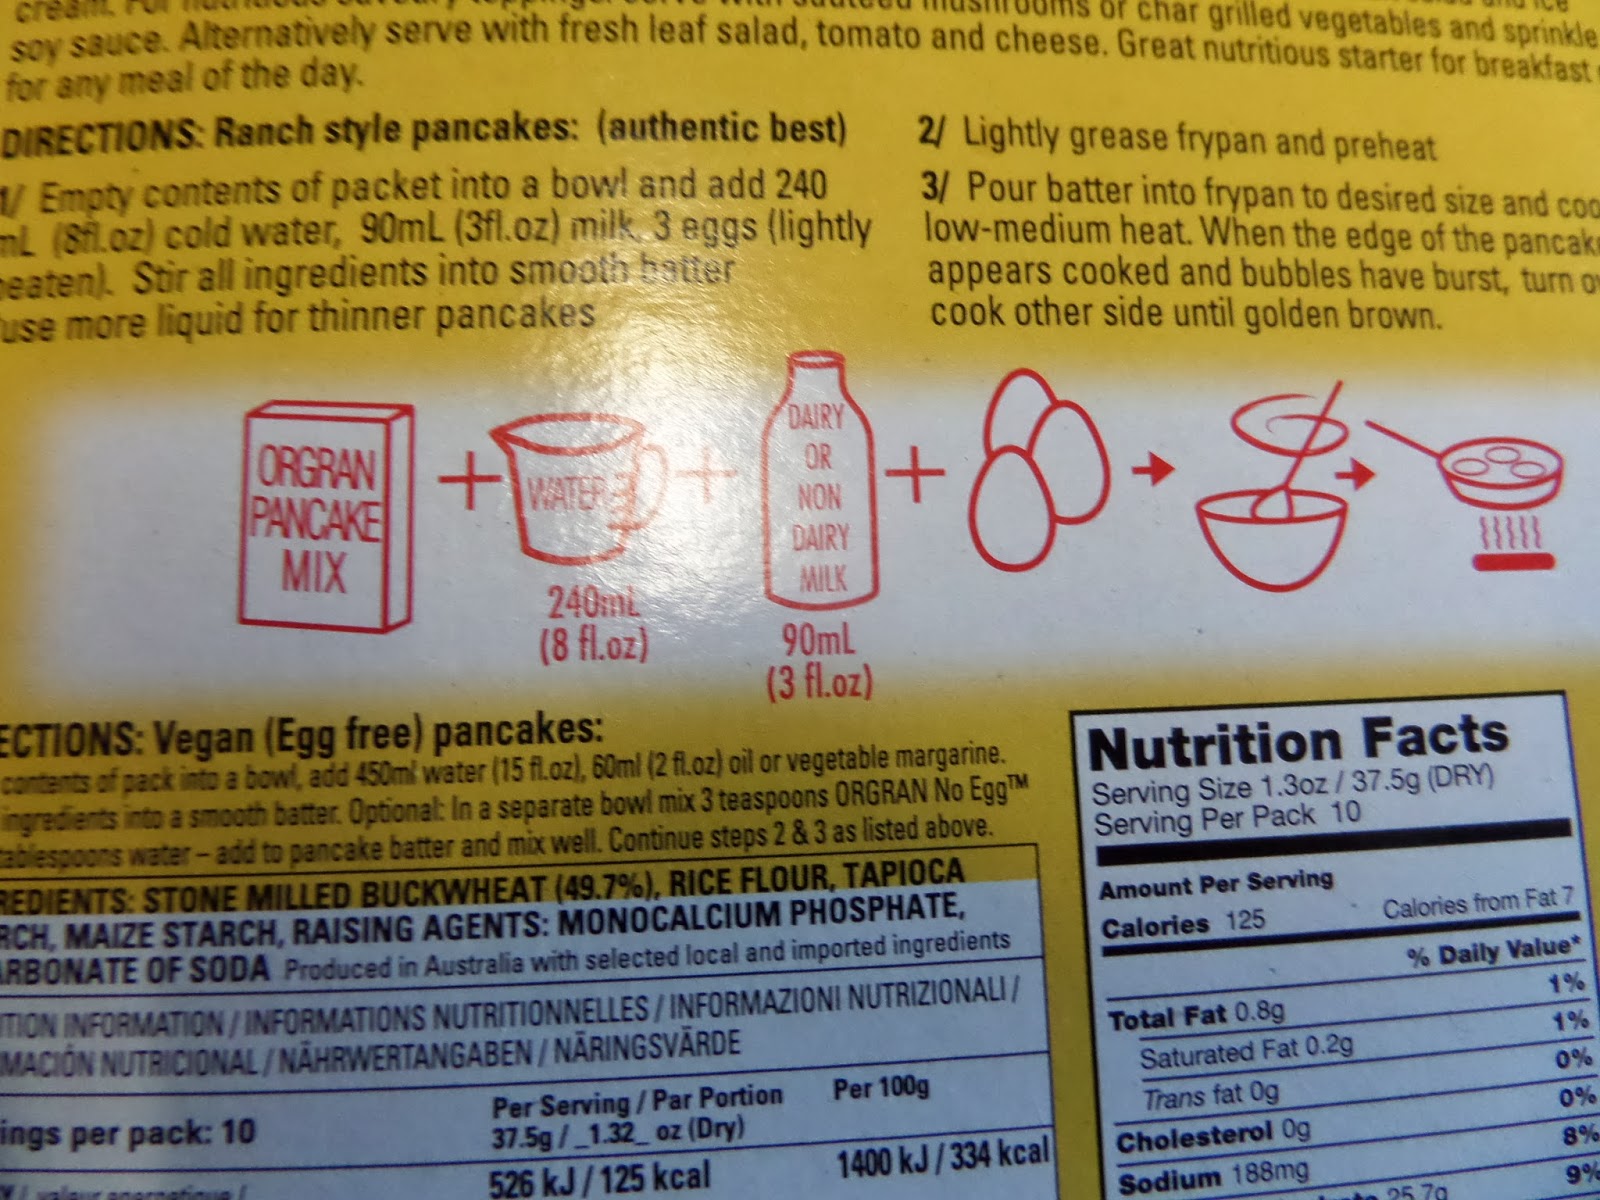 soy sauce. Alternatively serve with fresh leaf salad, tomato and cheese. Great nutritious starter for breakfast
for any meal of the day.
DIRECTIONS: Ranch style pancakes: (authentic best)
1/ Empty contents of packet into a bowl and add 240
mL (8fl.oz) cold water, 90mL (3fl.oz) milk, 3 eggs (lightly
beaten). Stir all ingredients into smooth batter
use more liquid for thinner pancakes
2/ Lightly grease frypan and preheat
3/ Pour batter into frypan to desired size and coo
low-medium heat. When the edge of the pancake
appears cooked and bubbles have burst, turn ov
cook other side until golden brown.
ORGRAN
PANCAKE
MIX
+
WATER
240mL
(8 fl.oz)
+
DAIRY
OR
NON
DAIRY
MILK
90mL
(3 fl.oz)
+
ECTIONS: Vegan (Egg free) pancakes:
contents of pack into a bowl, add 450ml water (15 fl.oz), 60ml (2 fl.oz) oil or vegetable margarine.
ingredients into a smooth batter. Optional: In a separate bowl mix 3 teaspoons ORGRAN No Egg™
tablespoons water – add to pancake batter and mix well. Continue steps 2 & 3 as listed above.
REDIENTS: STONE MILLED BUCKWHEAT (49.7%), RICE FLOUR, TAPIOCA
RCH, MAIZE STARCH, RAISING AGENTS: MONOCALCIUM PHOSPHATE,
ARBONATE OF SODA Produced in Australia with selected local and imported ingredients
TION INFORMATION / INFORMATIONS NUTRITIONNELLES / INFORMAZIONI NUTRIZIONALI /
MACIÓN NUTRICIONAL / NÄHRWERTANGABEN / NÄRINGSVÄRDE
ings per pack: 10
Per Serving / Par Portion
37.5g / _1.32_ oz (Dry)
Per 100g
526 kJ / 125 kcal
1400 kJ / 334 kcal
Nutrition Facts
Serving Size 1.3oz / 37.5g (DRY)
Serving Per Pack 10
Amount Per Serving
Calories 125 Calories from Fat 7
% Daily Value*
Total Fat 0.8g 1%
Saturated Fat 0.2g 1%
Trans fat 0g 0%
Cholesterol 0g 0%
Sodium 188mg 8%
25.7g 9%